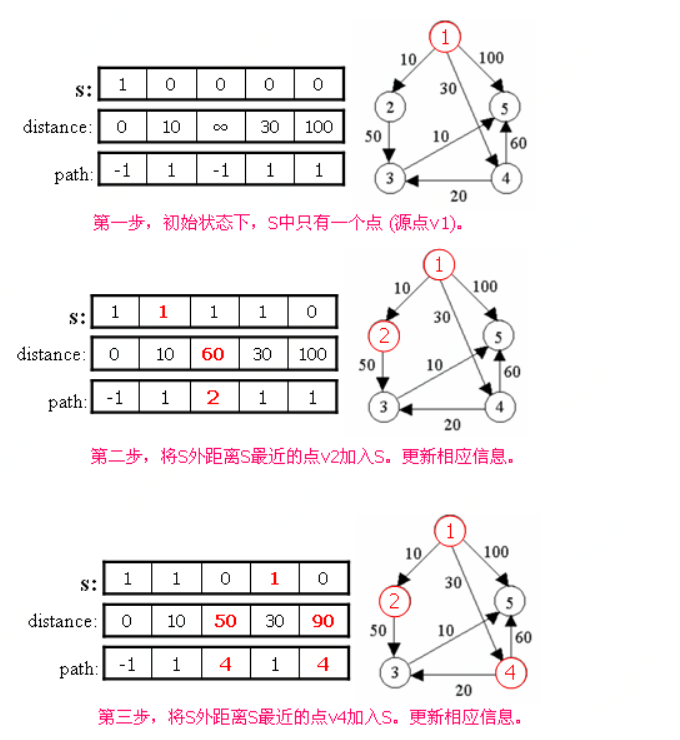 s: 1 0 0 0 0
distance: 0 10 ∞ 30 100
path: -1 1 -1 1 1
1
10 100
30
2 5
50 10 60
3 4
20
第一步，初始状态下，S中只有一个点 (源点v1)。
s: 1 1 1 1 0
distance: 0 10 60 30 100
path: -1 1 2 1 1
1
10 100
30
2 5
50 10 60
3 4
20
第二步，将S外距离S最近的点v2加入S。更新相应信息。
s: 1 1 0 1 0
distance: 0 10 50 30 90
path: -1 1 4 1 4
1
10 100
30
2 5
50 10 60
3 4
20
第三步，将S外距离S最近的点v4加入S。更新相应信息。